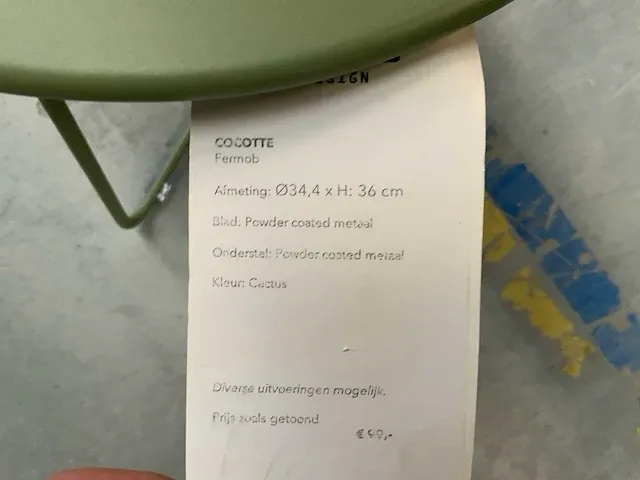 COCOTTE
Fermob
Afmeting: Ø34,4 x H: 36 cm
Blad: Powder coated metaal
Onderstel: Powder coated metaal
Kleur: Cactus
Diverse uitvoeringen mogelijk.
Prijs zoals getoond